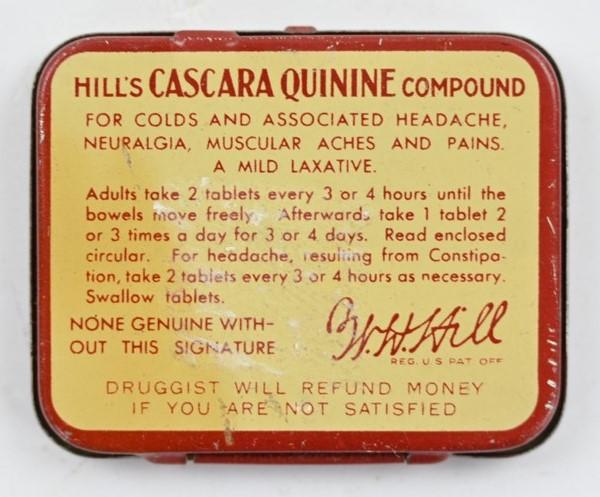 HILL'S CASCARA QUININE COMPOUND
FOR COLDS AND ASSOCIATED HEADACHE,
NEURALGIA, MUSCULAR ACHES AND PAINS.
A MILD LAXATIVE.
Adults take 2 tablets every 3 or 4 hours until the
bowels move freely. Afterwards take 1 tablet 2
or 3 times a day for 3 or 4 days. Read enclosed
circular. For headache, resulting from Constipa-
tion, take 2 tablets every 3 or 4 hours as necessary.
Swallow tablets.
NONE GENUINE WITH-
OUT THIS SIGNATURE
W. H. Hill
REG. U.S PAT OFF
DRUGGIST WILL REFUND MONEY
IF YOU ARE NOT SATISFIED